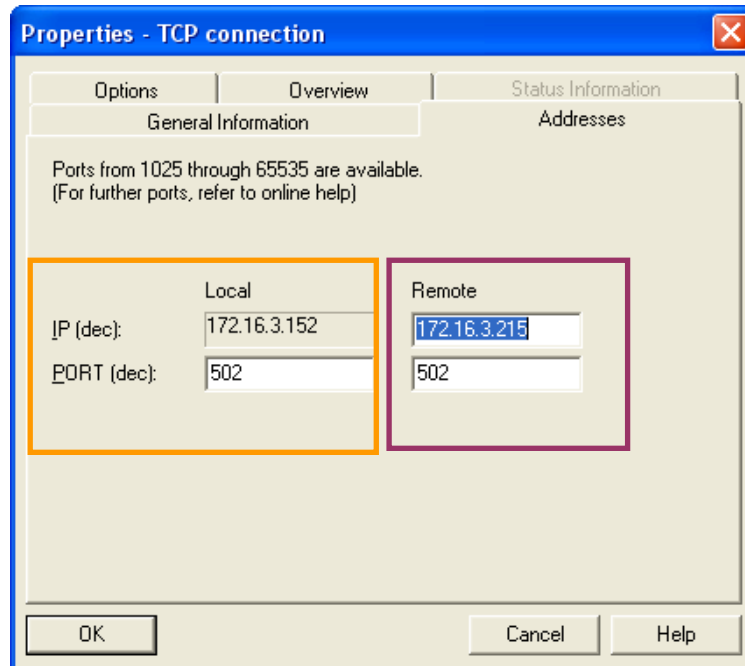 Properties - TCP connection
Options Overview Status Information
General Information Addresses
Ports from 1025 through 65535 are available.
(For further ports, refer to online help)
Local Remote
IP (dec): 172.16.3.152 172.16.3.215
PORT (dec): 502 502
OK Cancel Help